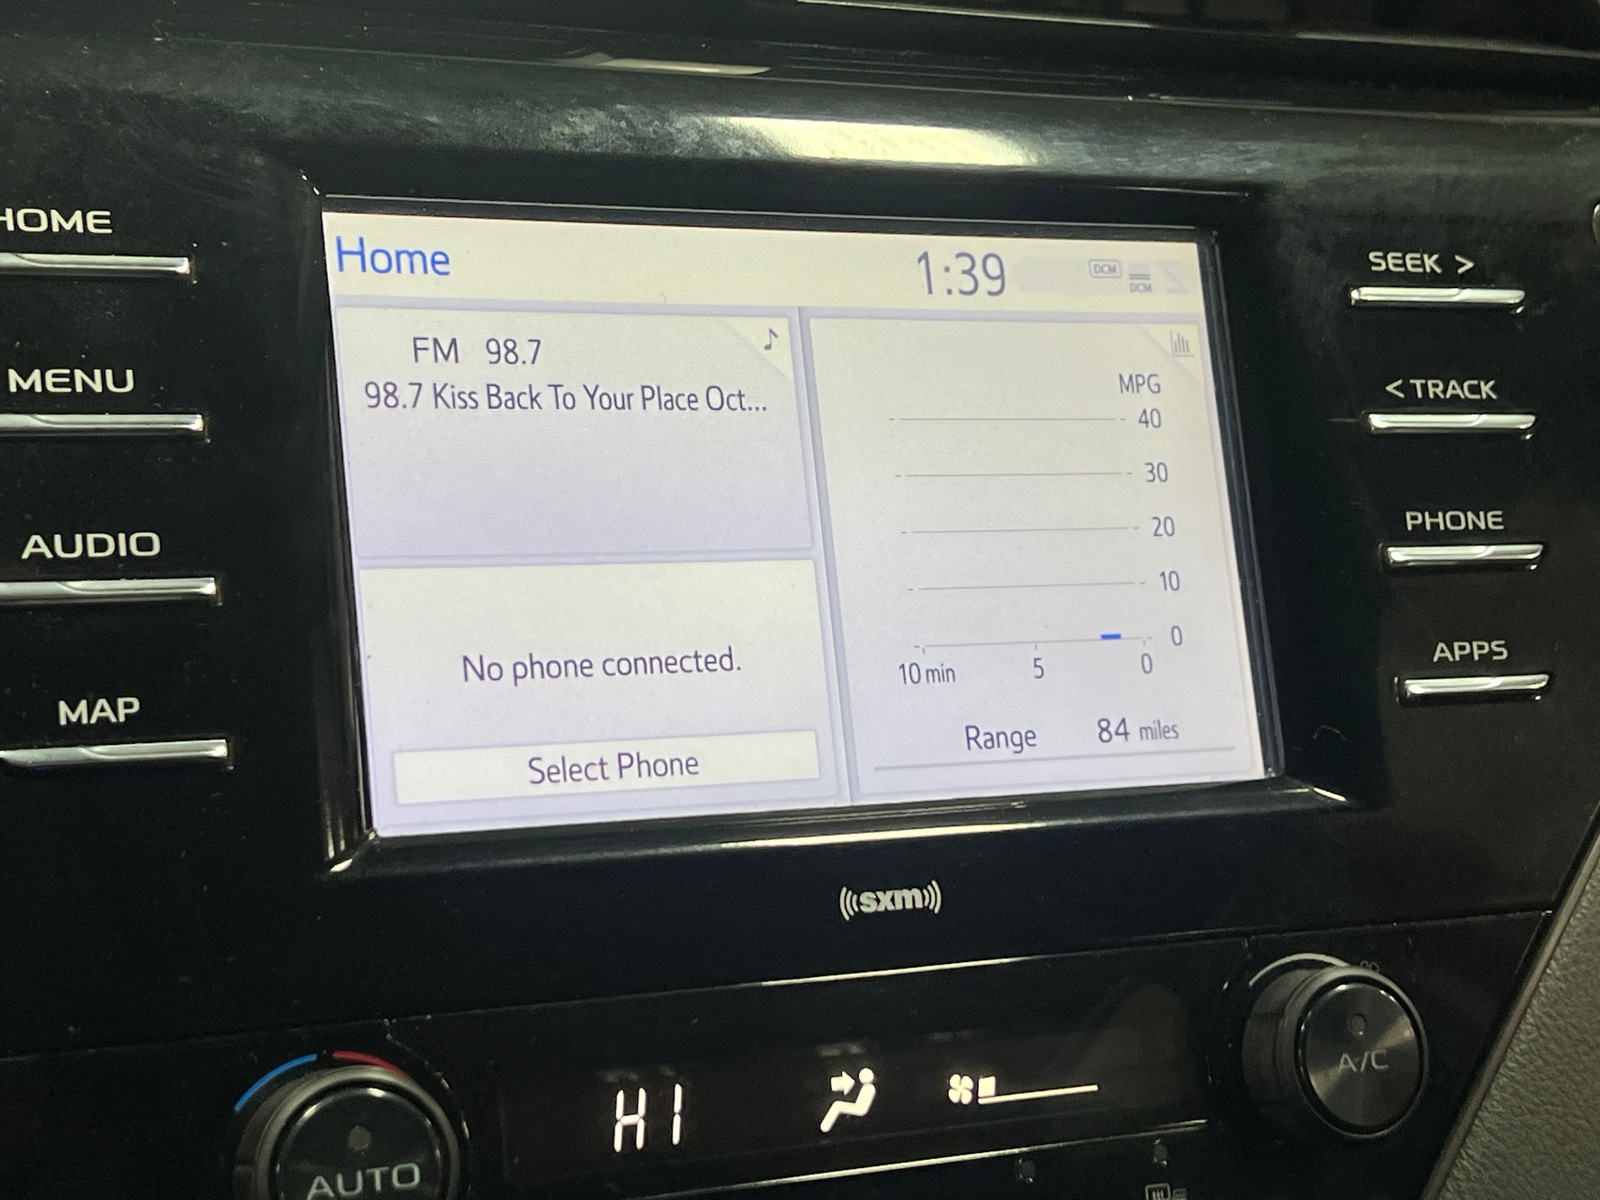 HOME
MENU
AUDIO
MAP
Home
1:39
DCM
DCM
FM 98.7
98.7 Kiss Back To Your Place Oct...
No phone connected.
Select Phone
MPG
40
30
20
10
0
10 min 5 0
Range 84 miles
SEEK >
< TRACK
PHONE
APPS
sxm
HI
AUTO
A/C